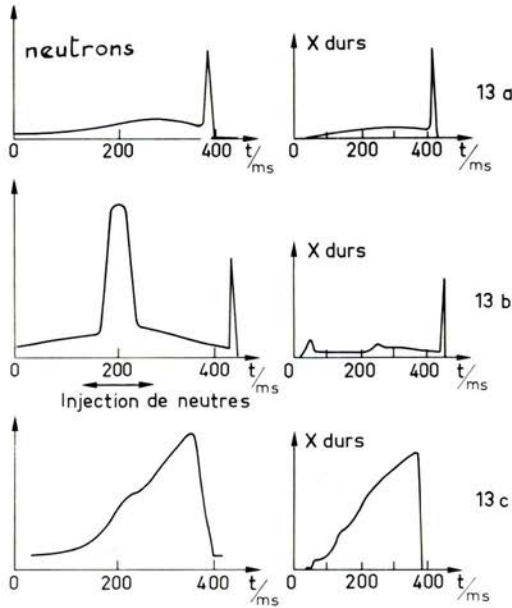 neutrons
X durs
13 a
0 200 400 t/ms
0 200 400 t/ms
X durs
13 b
0 200 400 t/ms
0 200 400 t/ms
Injection de neutres
X durs
13 c
0 200 400 t/ms
0 200 400 t/ms